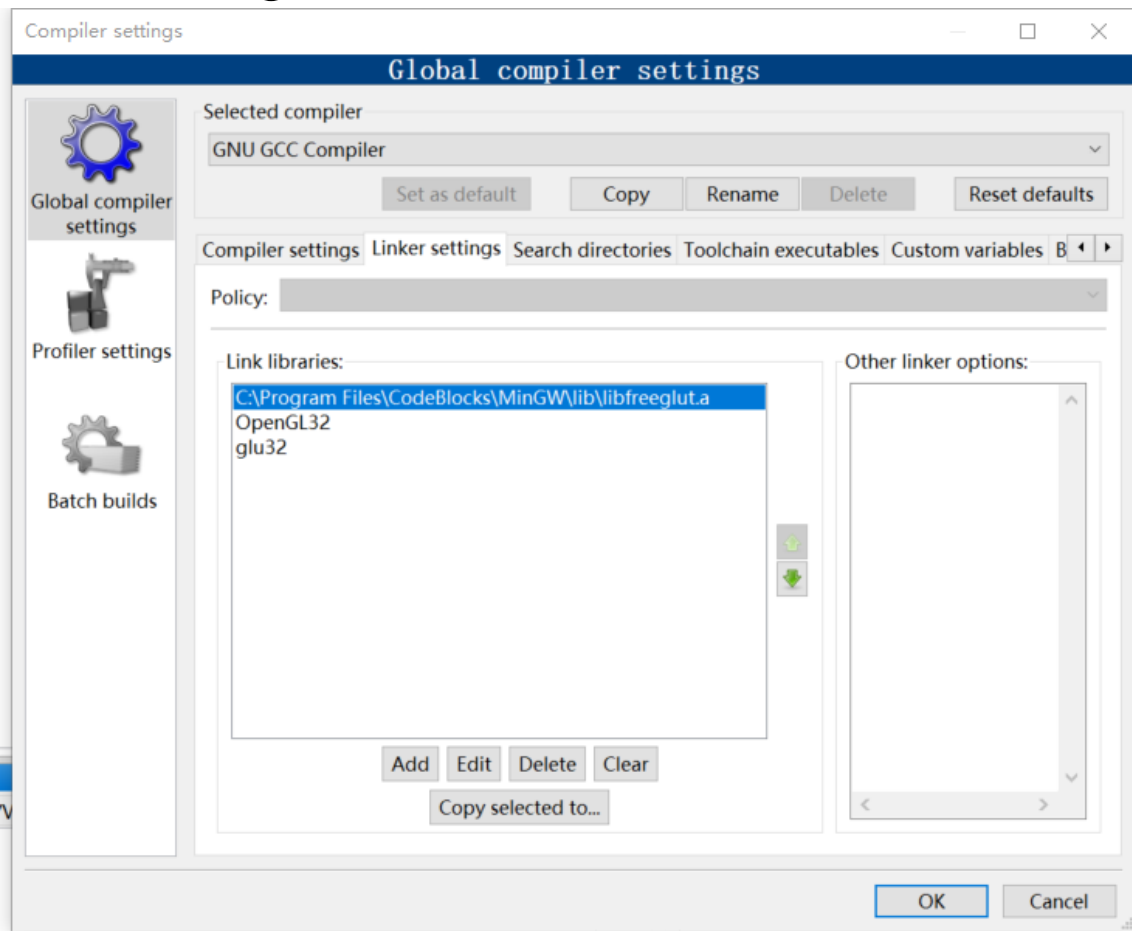 Compiler settings
Global compiler settings
Global compiler
settings
Profiler settings
Batch builds
Selected compiler
GNU GCC Compiler
Set as default Copy Rename Delete Reset defaults
Compiler settings Linker settings Search directories Toolchain executables Custom variables B
Policy:
Link libraries:
C:\Program Files\CodeBlocks\MinGW\lib\libfreeglut.a
OpenGL32
glu32
Add Edit Delete Clear
Copy selected to...
Other linker options:
OK Cancel